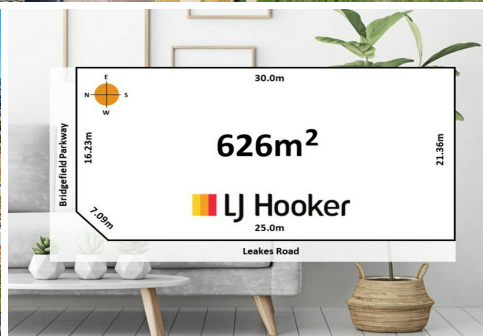 30.0m
E
N S
W
Bridgefield Parkway
16.23m
626m²
21.36m
7.09m
LJ Hooker
25.0m
Leakes Road